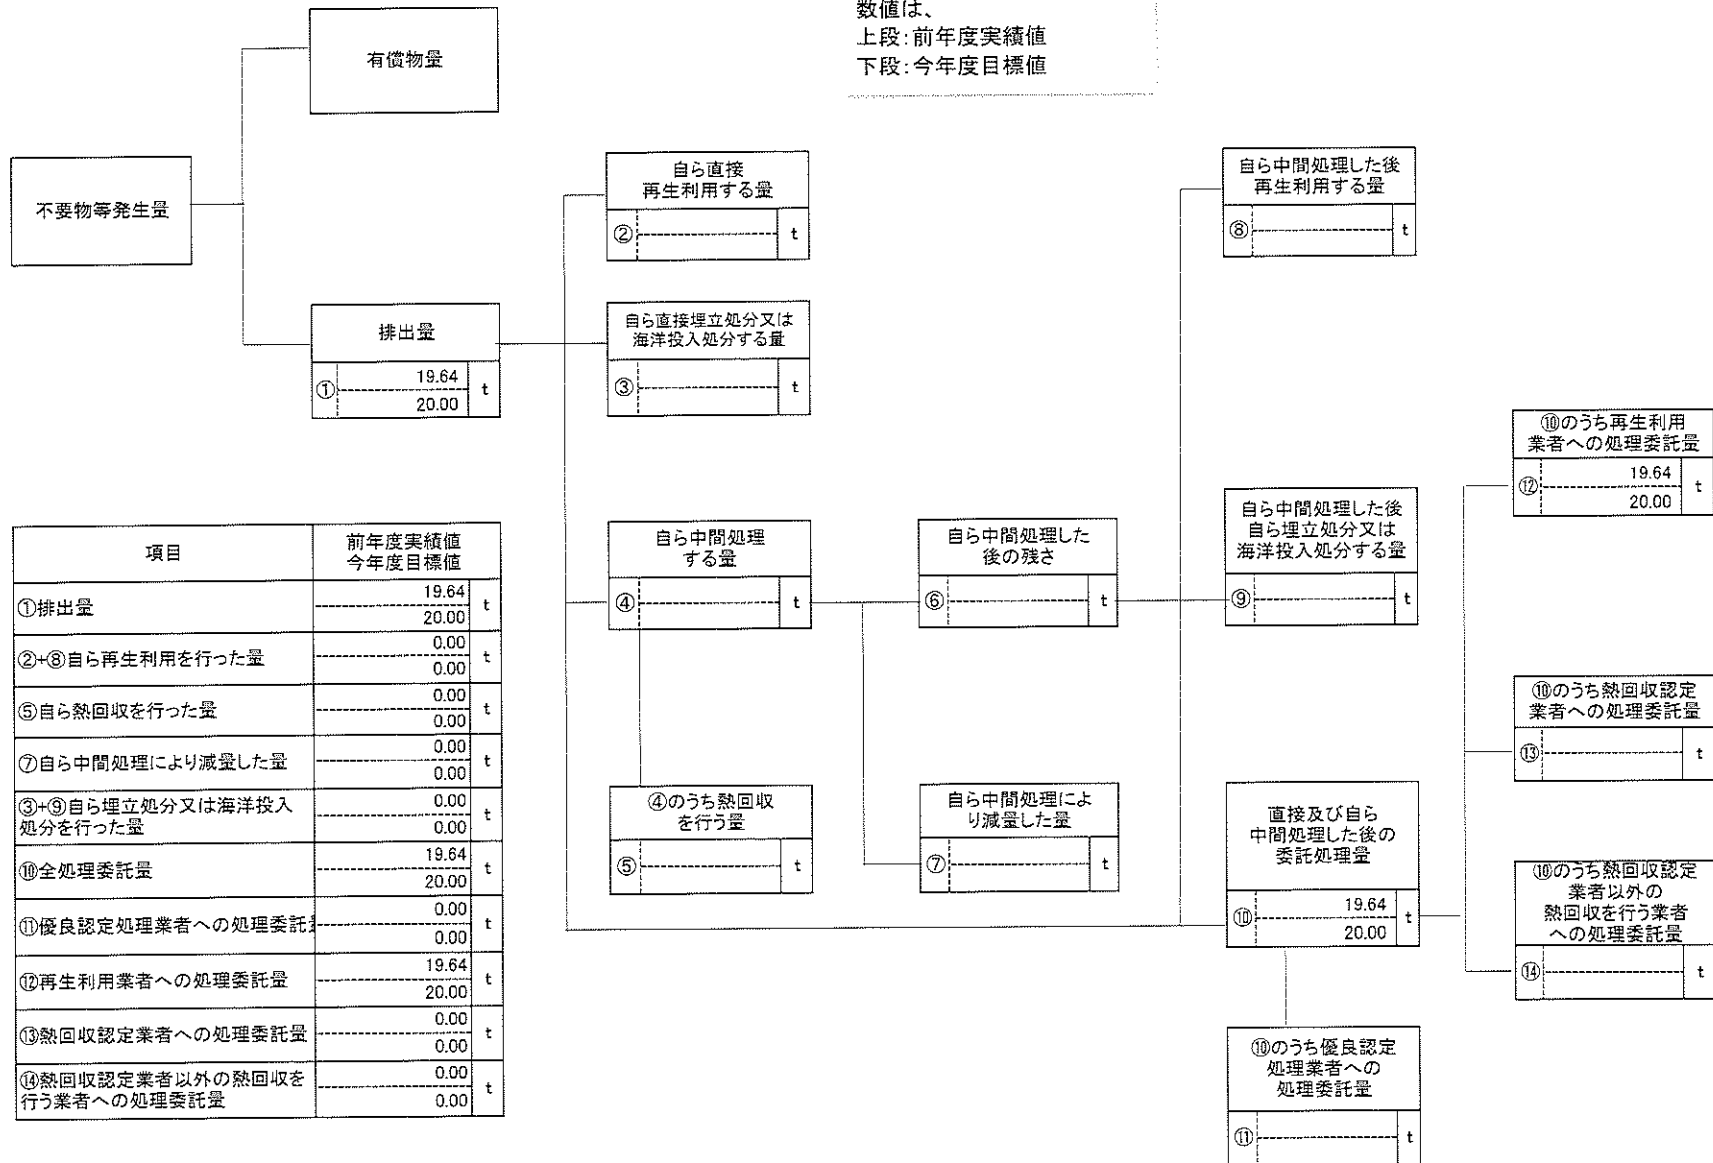 数値は、
上段:前年度実績値
下段:今年度目標値
有償物量
不要物等発生量
排出量
① 19.64 t
20.00
自ら直接
再生利用する量
② t
自ら直接埋立処分又は
海洋投入処分する量
③ t
自ら中間処理
する量
④ t
④のうち熱回収
を行う量
⑤ t
自ら中間処理した
後の残さ
⑥ t
自ら中間処理によ
り減量した量
⑦ t
自ら中間処理した後
再生利用する量
⑧ t
自ら中間処理した後
自ら埋立処分又は
海洋投入処分する量
⑨ t
直接及び自ら
中間処理した後の
委託処理量
⑩ 19.64 t
20.00
⑩のうち優良認定
処理業者への
処理委託量
⑪ t
⑩のうち再生利用
業者への処理委託量
⑫ 19.64 t
20.00
⑩のうち熱回収認定
業者への処理委託量
⑬ t
⑩のうち熱回収認定
業者以外の
熱回収を行う業者
への処理委託量
⑭ t
項目 前年度実績値
今年度目標値
①排出量 19.64 t
20.00
②+⑧自ら再生利用を行った量 0.00 t
0.00
⑤自ら熱回収を行った量 0.00 t
0.00
⑦自ら中間処理により減量した量 0.00 t
0.00
③+⑨自ら埋立処分又は海洋投入
処分を行った量 0.00 t
0.00
⑩全処理委託量 19.64 t
20.00
⑪優良認定処理業者への処理委託 0.00 t
0.00
⑫再生利用業者への処理委託量 19.64 t
20.00
⑬熱回収認定業者への処理委託量 0.00 t
0.00
⑭熱回収認定業者以外の熱回収を
行う業者への処理委託量 0.00 t
0.00